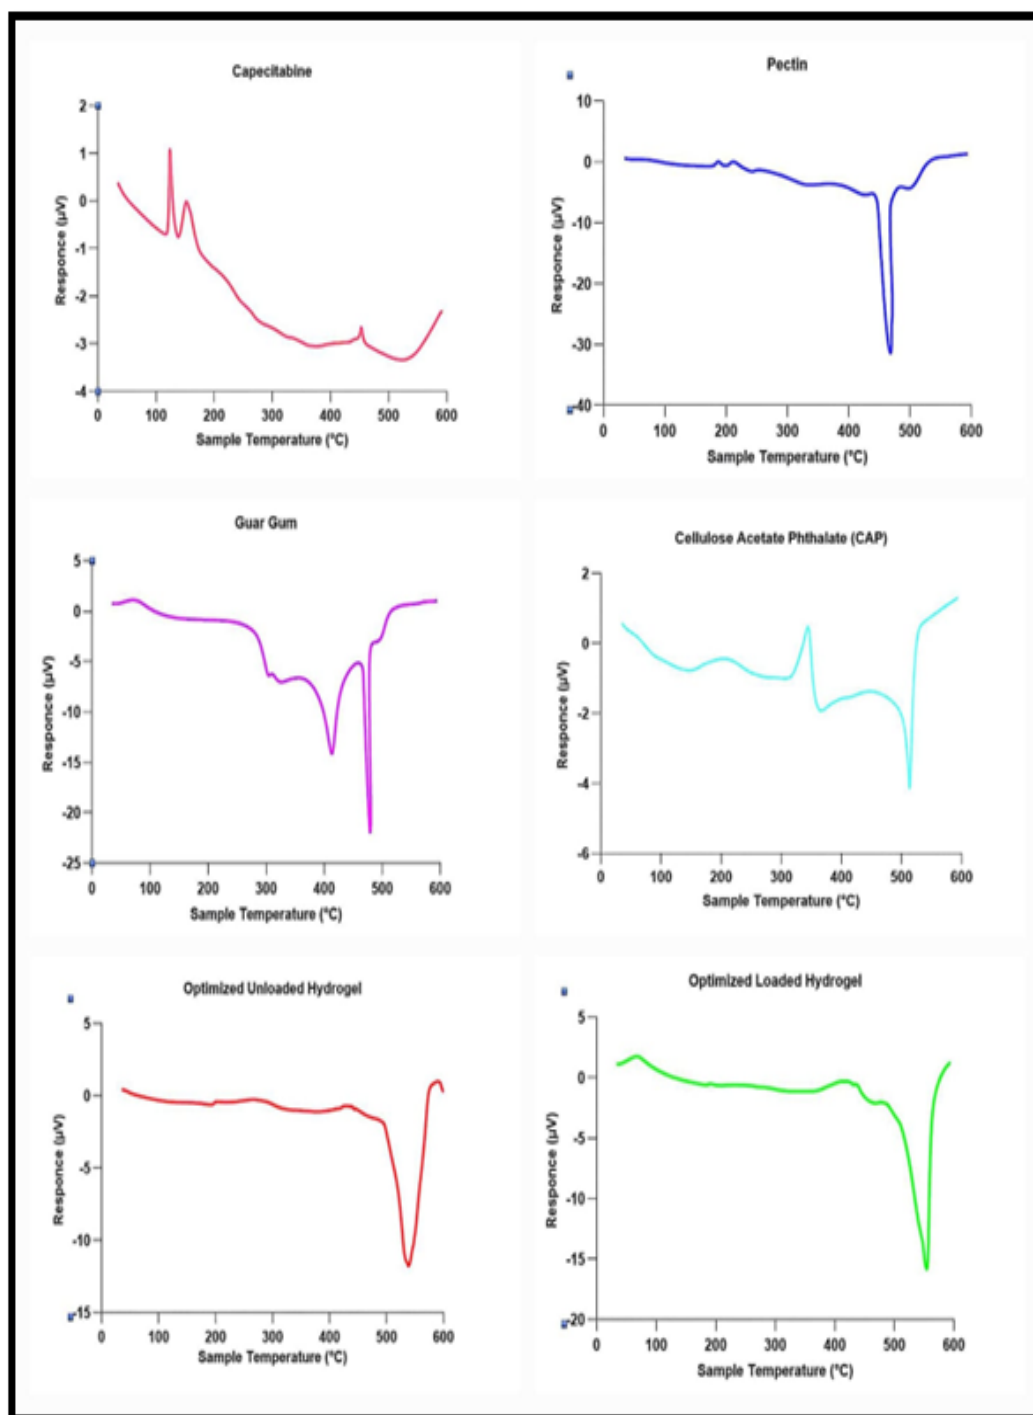 Capecitabine
2
1
0
-1
-2
-3
-4
Responce (µV)
0 100 200 300 400 500 600
Sample Temperature (°C)
Pectin
10
0
-10
-20
-30
-40
Responce (µV)
0 100 200 300 400 500 600
Sample Temperature (°C)
Guar Gum
5
0
-5
-10
-15
-20
-25
Responce (µV)
0 100 200 300 400 500 600
Sample Temperature (°C)
Cellulose Acetate Phthalate (CAP)
2
0
-2
-4
-6
Responce (µV)
0 100 200 300 400 500 600
Sample Temperature (°C)
Optimized Unloaded Hydrogel
5
0
-5
-10
-15
Responce (µV)
0 100 200 300 400 500 600
Sample Temperature (°C)
Optimized Loaded Hydrogel
5
0
-5
-10
-15
-20
Responce (µV)
0 100 200 300 400 500 600
Sample Temperature (°C)